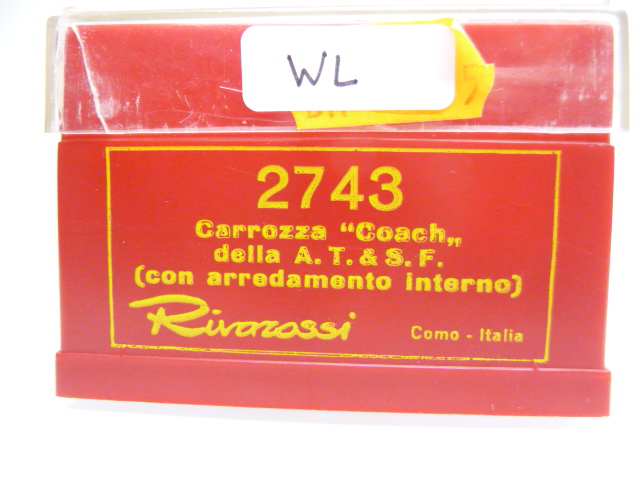 WL
2743
Carrozza “Coach„
della A. T. & S. F.
(con arredamento interno)
Rivarossi
Como - Italia